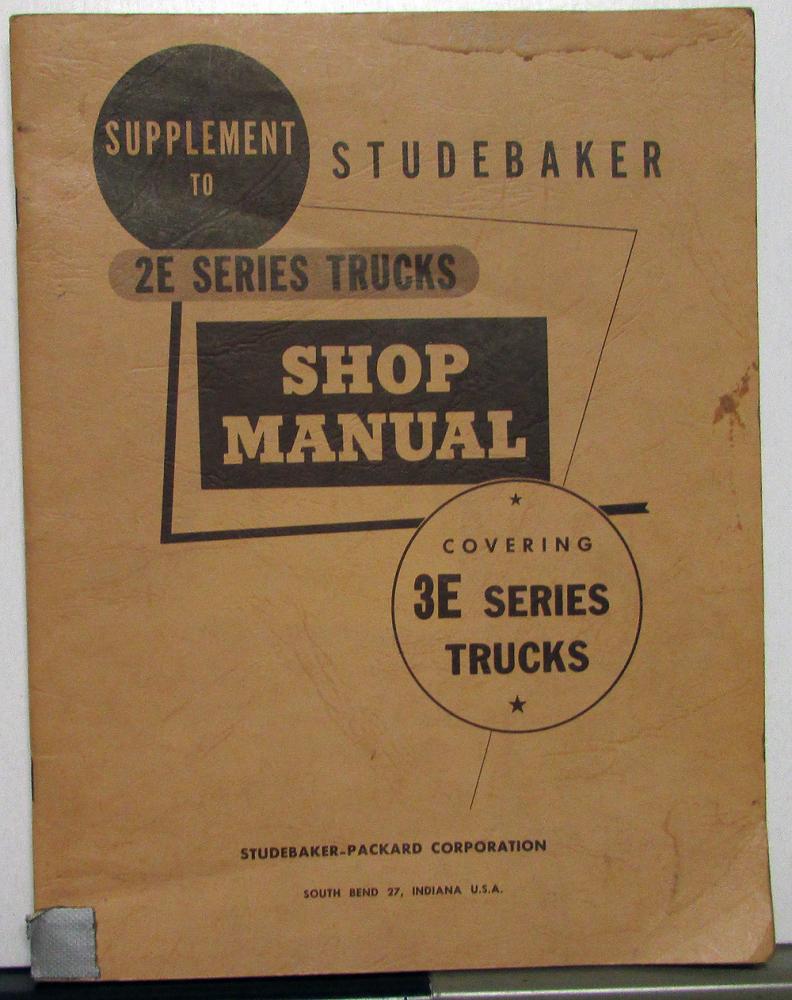 SUPPLEMENT
TO
STUDEBAKER
2E SERIES TRUCKS
SHOP
MANUAL
COVERING
3E SERIES
TRUCKS
STUDEBAKER-PACKARD CORPORATION
SOUTH BEND 27, INDIANA U.S.A.